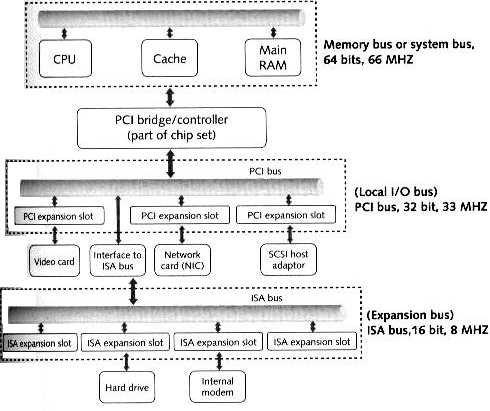 CPU
Cache
Main
RAM
Memory bus or system bus,
64 bits, 66 MHZ
PCI bridge/controller
(part of chip set)
PCI bus
(Local I/O bus)
PCI bus, 32 bit, 33 MHZ
PCI expansion slot
PCI expansion slot
PCI expansion slot
Video card
Interface to
ISA bus
Network
card (NIC)
SCSI host
adaptor
ISA bus
(Expansion bus)
ISA bus,16 bit, 8 MHZ
ISA expansion slot
ISA expansion slot
ISA expansion slot
ISA expansion slot
Hard drive
Internal
modem